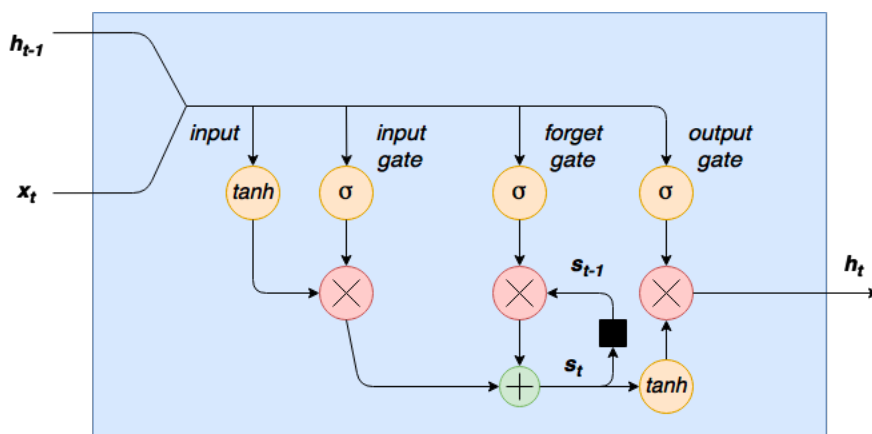 h_{t-1}
input
input
gate
forget
gate
output
gate
x_t
tanh
σ
σ
σ
s_{t-1}
h_t
s_t
tanh